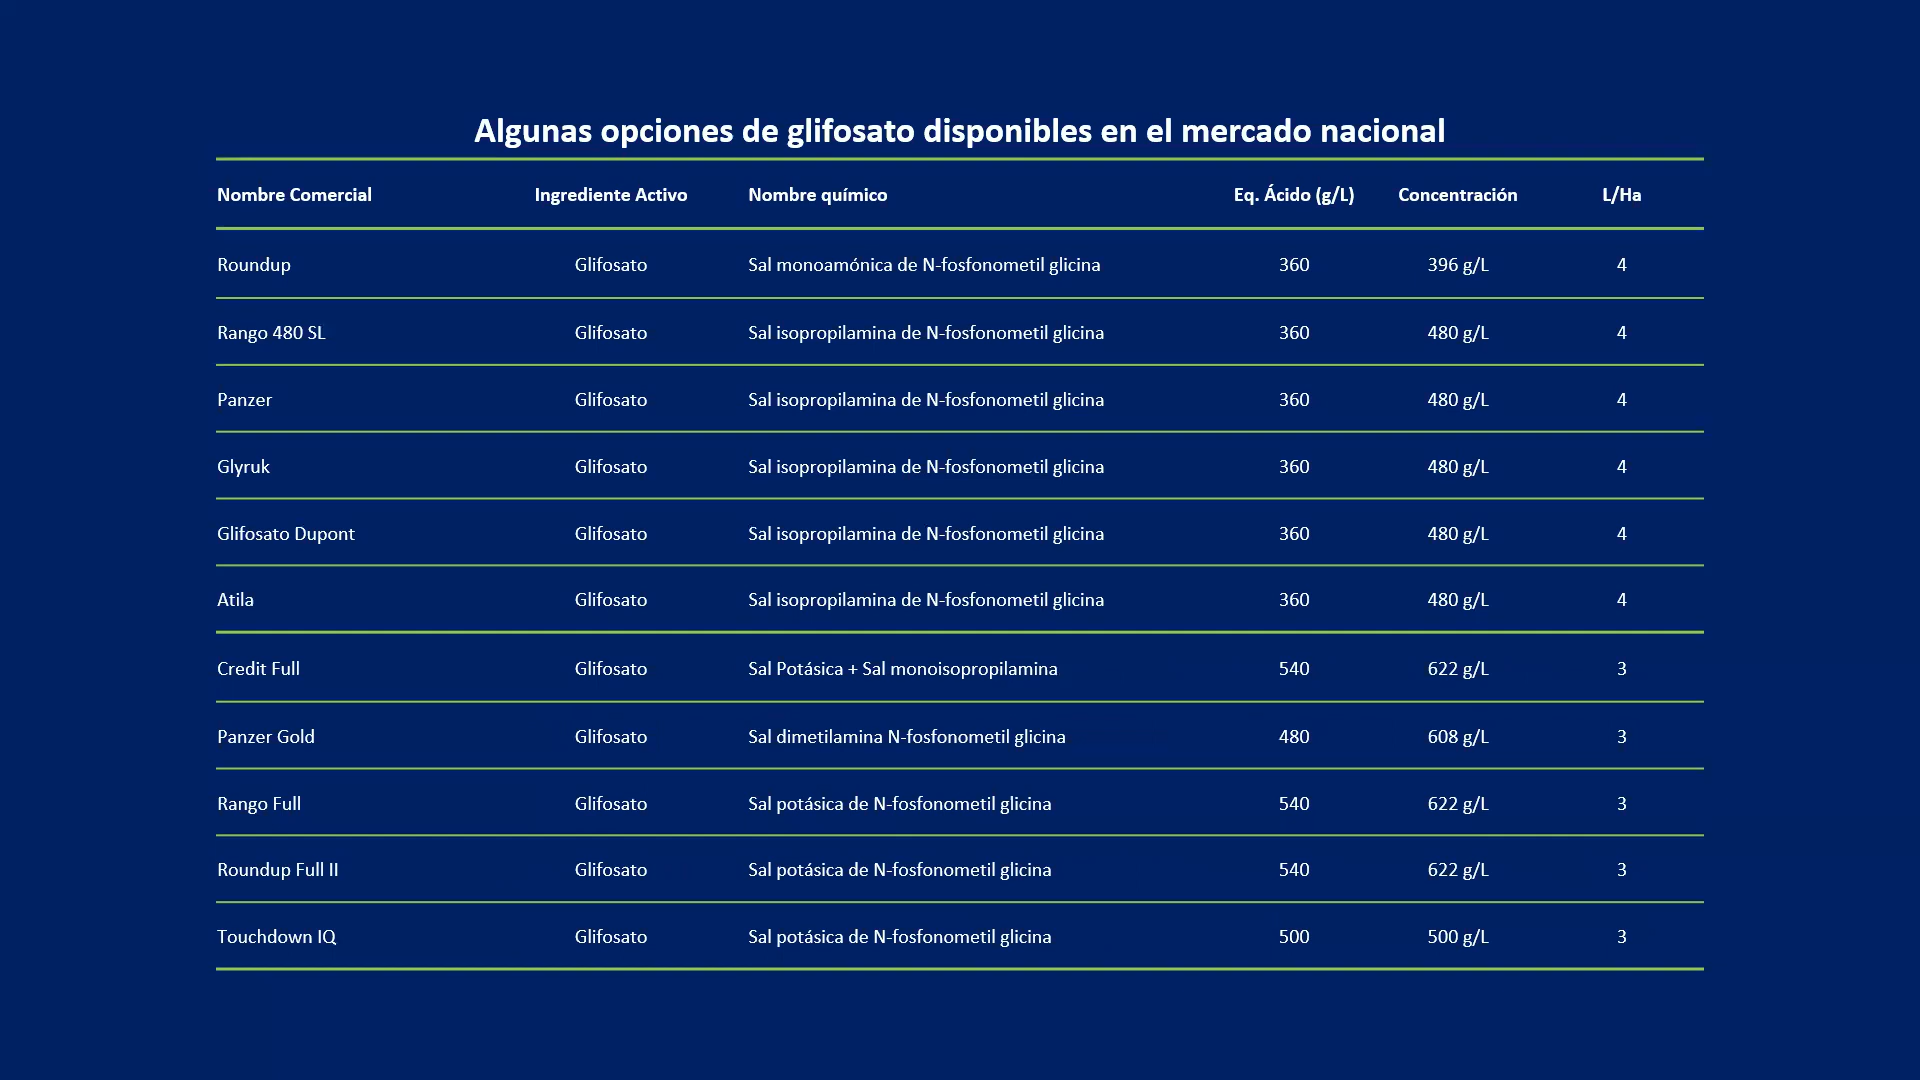 Algunas opciones de glifosato disponibles en el mercado nacional
Nombre Comercial Ingrediente Activo Nombre químico Eq. Ácido (g/L) Concentración L/Ha
Roundup Glifosato Sal monoamónica de N-fosfonometil glicina 360 396 g/L 4
Rango 480 SL Glifosato Sal isopropilamina de N-fosfonometil glicina 360 480 g/L 4
Panzer Glifosato Sal isopropilamina de N-fosfonometil glicina 360 480 g/L 4
Glyruk Glifosato Sal isopropilamina de N-fosfonometil glicina 360 480 g/L 4
Glifosato Dupont Glifosato Sal isopropilamina de N-fosfonometil glicina 360 480 g/L 4
Atila Glifosato Sal isopropilamina de N-fosfonometil glicina 360 480 g/L 4
Credit Full Glifosato Sal Potásica + Sal monoisopropilamina 540 622 g/L 3
Panzer Gold Glifosato Sal dimetilamina N-fosfonometil glicina 480 608 g/L 3
Rango Full Glifosato Sal potásica de N-fosfonometil glicina 540 622 g/L 3
Roundup Full II Glifosato Sal potásica de N-fosfonometil glicina 540 622 g/L 3
Touchdown IQ Glifosato Sal potásica de N-fosfonometil glicina 500 500 g/L 3